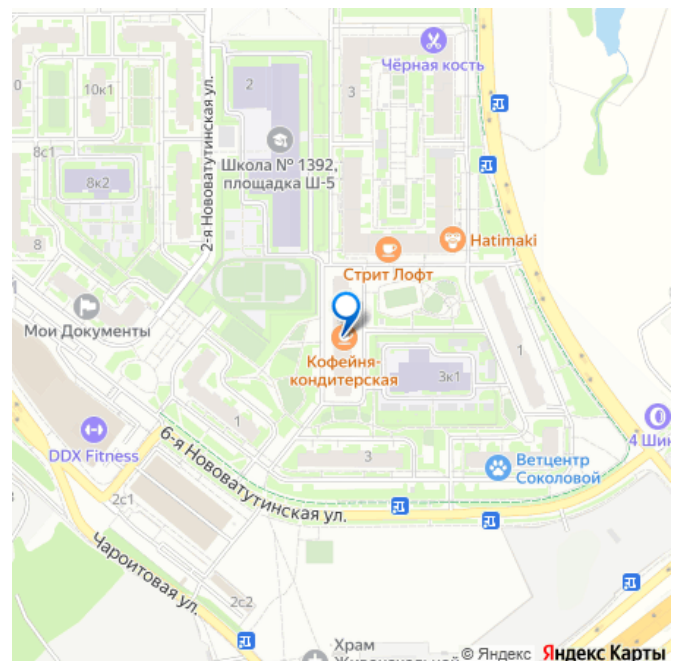 Чёрная кость
10к1
0
2
3
2-я Нововатутинская ул.
8с1
Школа № 1392,
площадка Ш-5
8к2
8
Hatimaki
Стрит Лофт
1
Мои Документы
Кофейня-
кондитерская
3к1
1
1
DDX Fitness
6-я Нововатутинская ул.
3
4 Шин
Ветцентр
Соколовой
2с1
Чароитовая ул.
2с2
Храм
© Яндекс Яндекс Карты